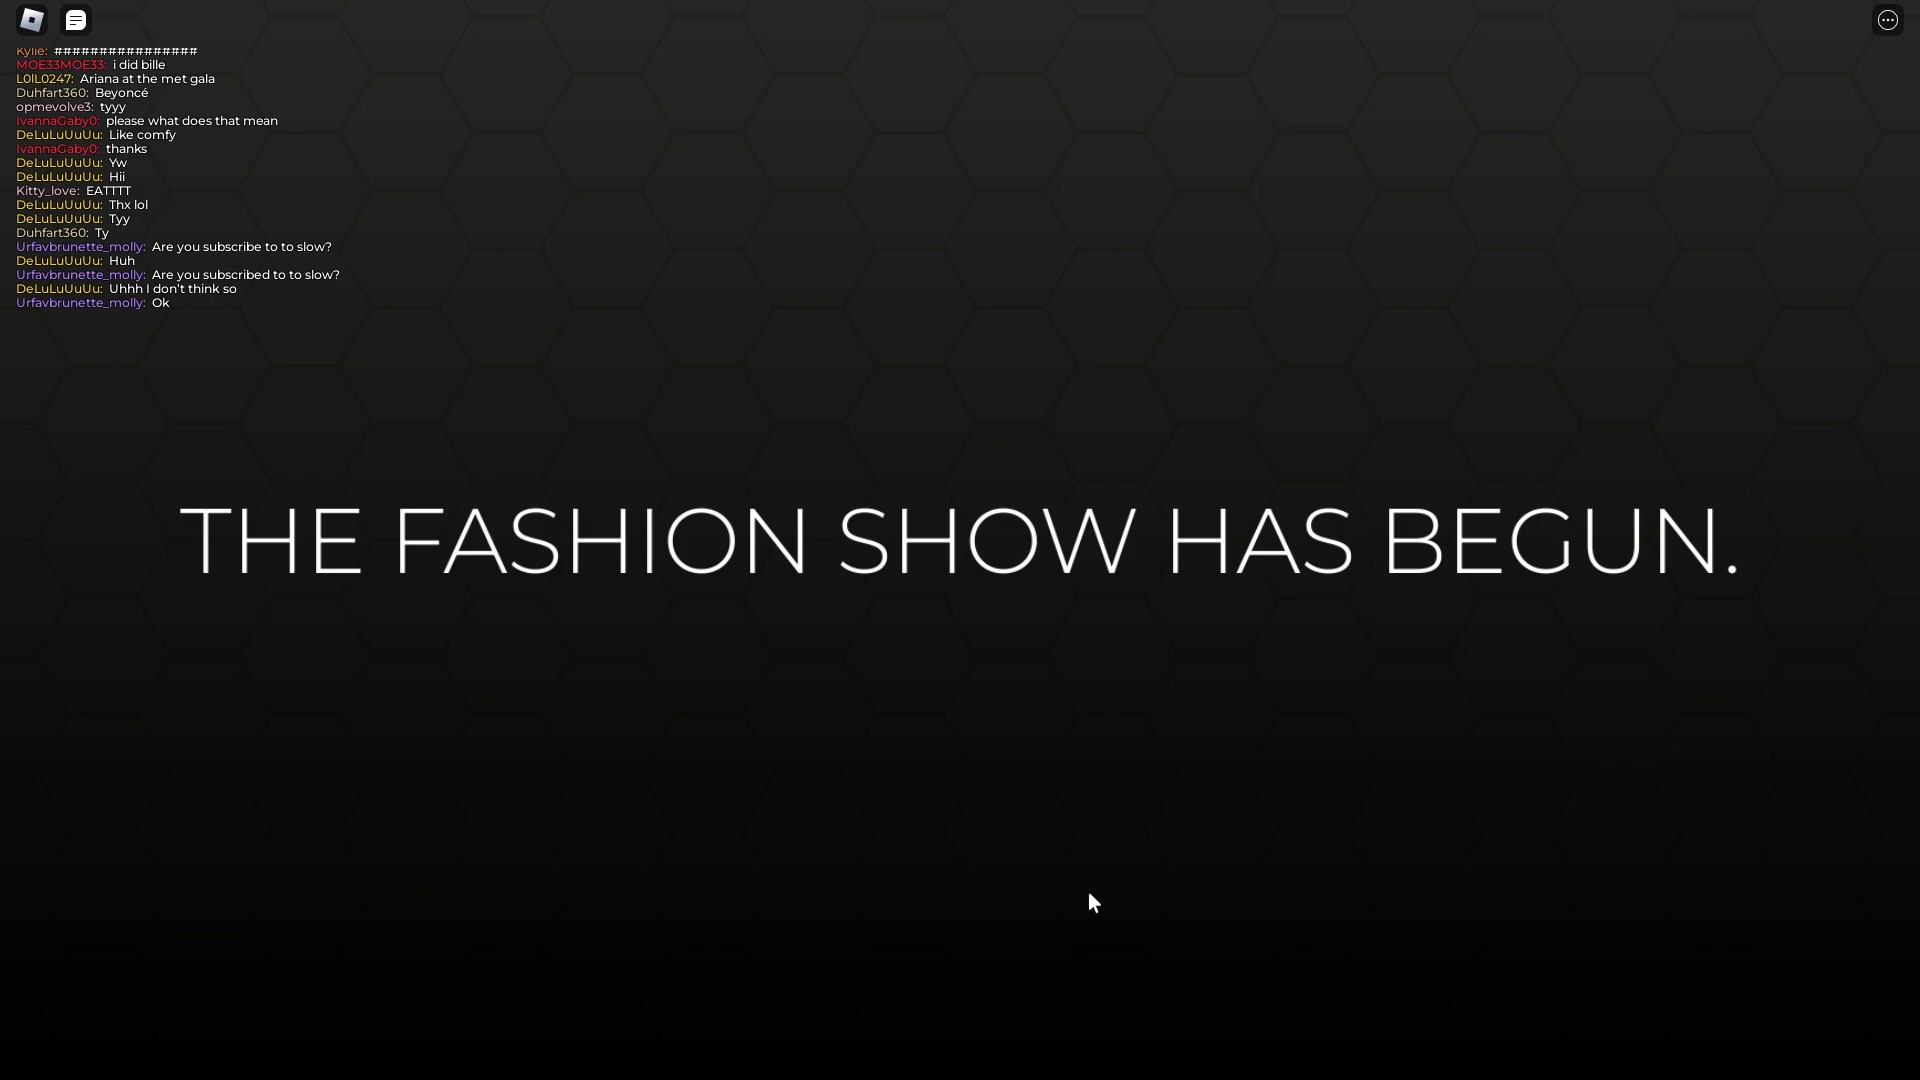 Kylie: ################
MOE33MOE33: i did bille
L0lL0247: Ariana at the met gala
Duhfart360: Beyoncé
opmevolve3: tyyy
IvannaGaby0: please what does that mean
DeLuLuUuUu: Like comfy
IvannaGaby0: thanks
DeLuLuUuUu: Yw
DeLuLuUuUu: Hii
Kitty_love: EATTTT
DeLuLuUuUu: Thx lol
DeLuLuUuUu: Tyy
Duhfart360: Ty
Urfavbrunette_molly: Are you subscribe to to slow?
DeLuLuUuUu: Huh
Urfavbrunette_molly: Are you subscribed to to slow?
DeLuLuUuUu: Uhhh I don't think so
Urfavbrunette_molly: Ok
THE FASHION SHOW HAS BEGUN.